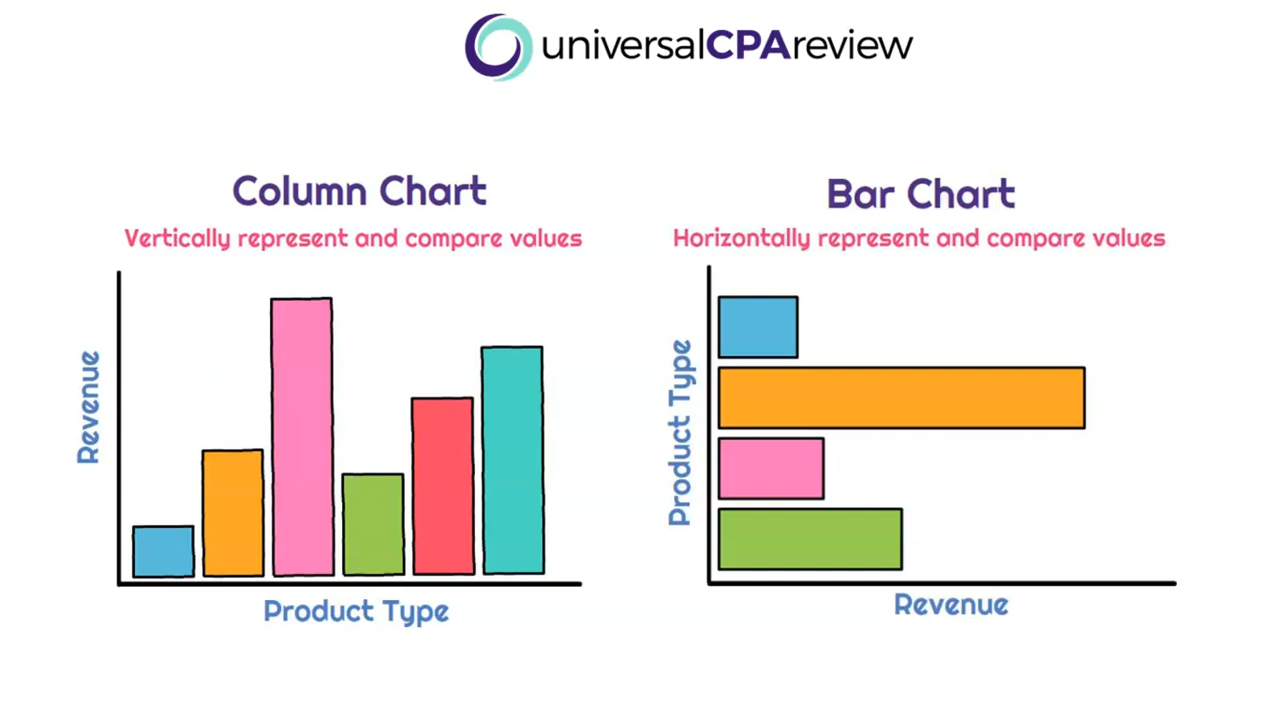 universalCPAreview
Column Chart
Vertically represent and compare values
Revenue
Product Type
Bar Chart
Horizontally represent and compare values
Product Type
Revenue